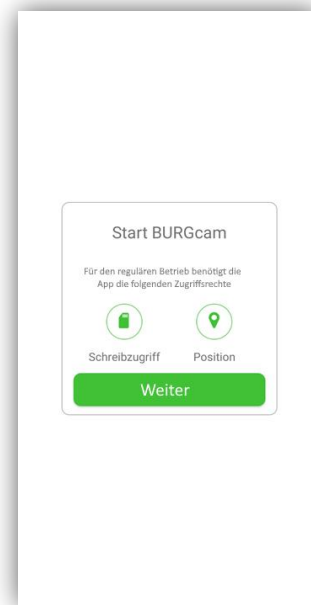 Start BURGcam
Für den regulären Betrieb benötigt die
App die folgenden Zugriffsrechte
Schreibzugriff Position
Weiter